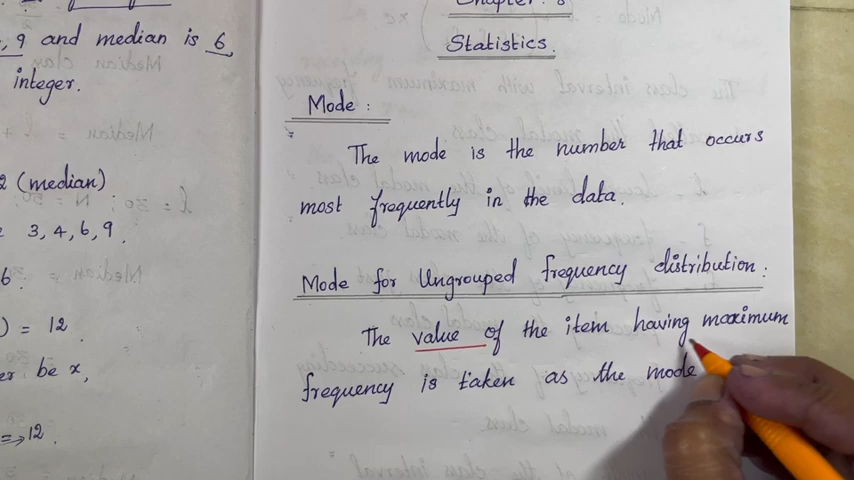 , 9 and median is 6,
integer.
2 (median)
3, 4, 6, 9.
6.
) = 12
be x,
=> 12.
Chapter - 8
Statistics.
Mode :
The mode is the number that occurs
most frequently in the data.
Mode for Ungrouped frequency distribution :
The value of the item having maximum
frequency is taken as the mode